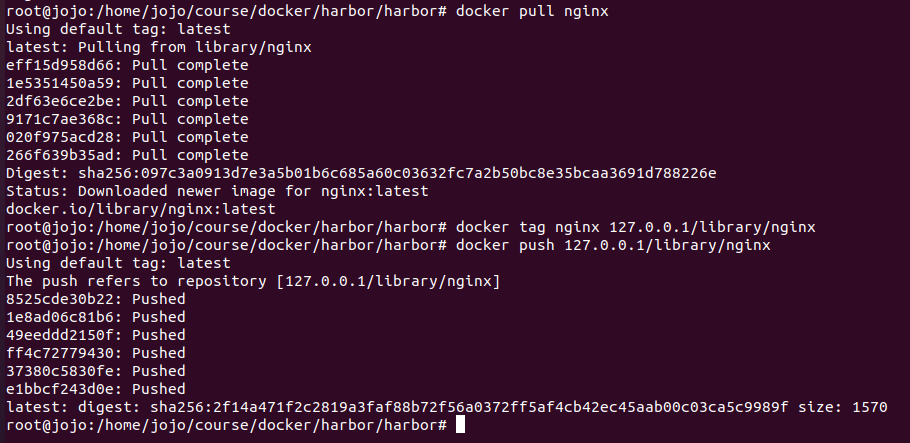 root@jojo:/home/jojo/course/docker/harbor/harbor# docker pull nginx
Using default tag: latest
latest: Pulling from library/nginx
eff15d958d66: Pull complete
1e5351450a59: Pull complete
2df63e6ce2be: Pull complete
9171c7ae368c: Pull complete
020f975acd28: Pull complete
266f639b35ad: Pull complete
Digest: sha256:097c3a0913d7e3a5b01b6c685a60c03632fc7a2b50bc8e35bcaa3691d788226e
Status: Downloaded newer image for nginx:latest
docker.io/library/nginx:latest
root@jojo:/home/jojo/course/docker/harbor/harbor# docker tag nginx 127.0.0.1/library/nginx
root@jojo:/home/jojo/course/docker/harbor/harbor# docker push 127.0.0.1/library/nginx
Using default tag: latest
The push refers to repository [127.0.0.1/library/nginx]
8525cde30b22: Pushed
1e8ad06c81b6: Pushed
49eeddd2150f: Pushed
ff4c72779430: Pushed
37380c5830fe: Pushed
e1bbcf243d0e: Pushed
latest: digest: sha256:2f14a471f2c2819a3faf88b72f56a0372ff5af4cb42ec45aab00c03ca5c9989f size: 1570
root@jojo:/home/jojo/course/docker/harbor/harbor#